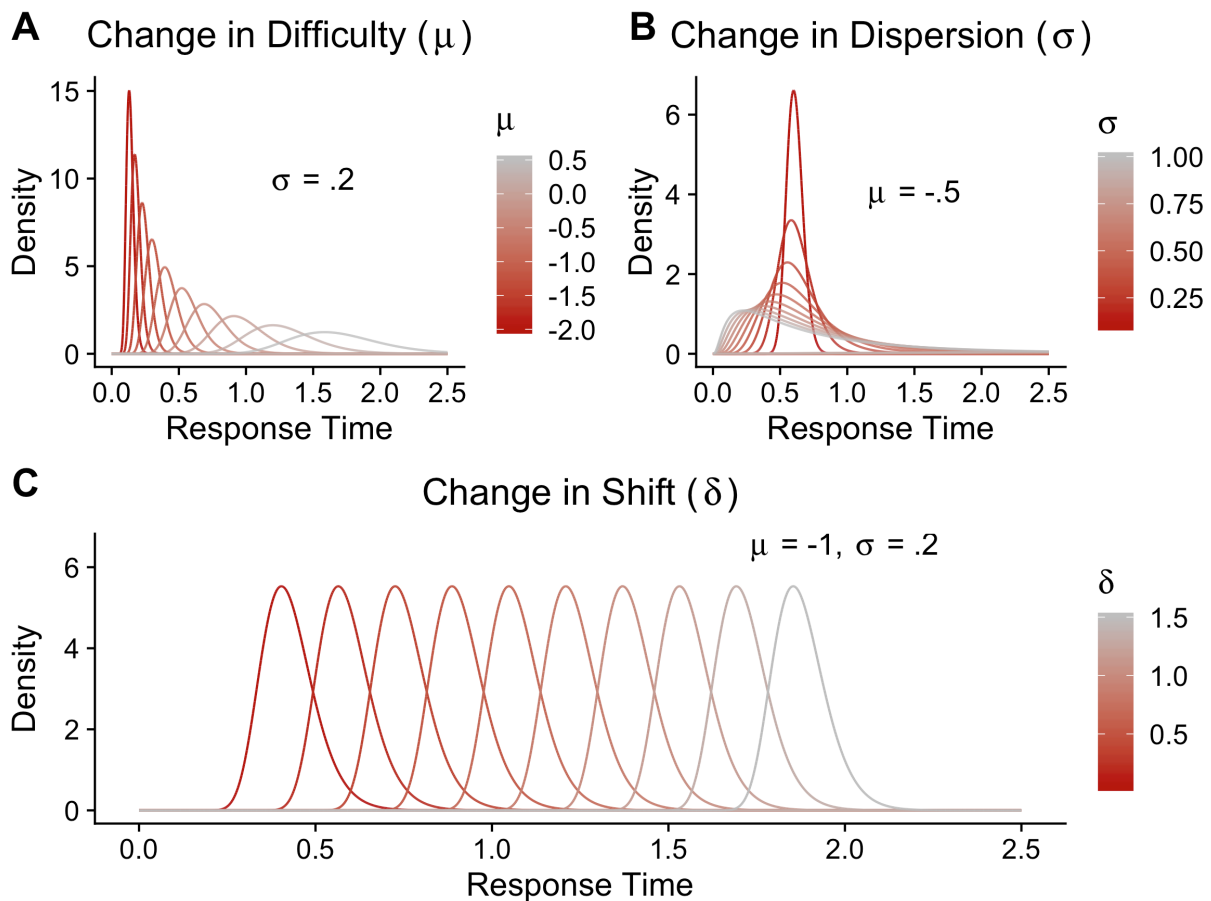 A
Change in Difficulty (μ)
15
10
5
0
Density
σ = .2
0.0 0.5 1.0 1.5 2.0 2.5
Response Time
μ
0.5
0.0
-0.5
-1.0
-1.5
-2.0
B
Change in Dispersion (σ)
6
4
2
0
Density
μ = -.5
0.0 0.5 1.0 1.5 2.0 2.5
Response Time
σ
1.00
0.75
0.50
0.25
C
Change in Shift (δ)
6
4
2
0
Density
μ = -1, σ = .2
0.0 0.5 1.0 1.5 2.0 2.5
Response Time
δ
1.5
1.0
0.5